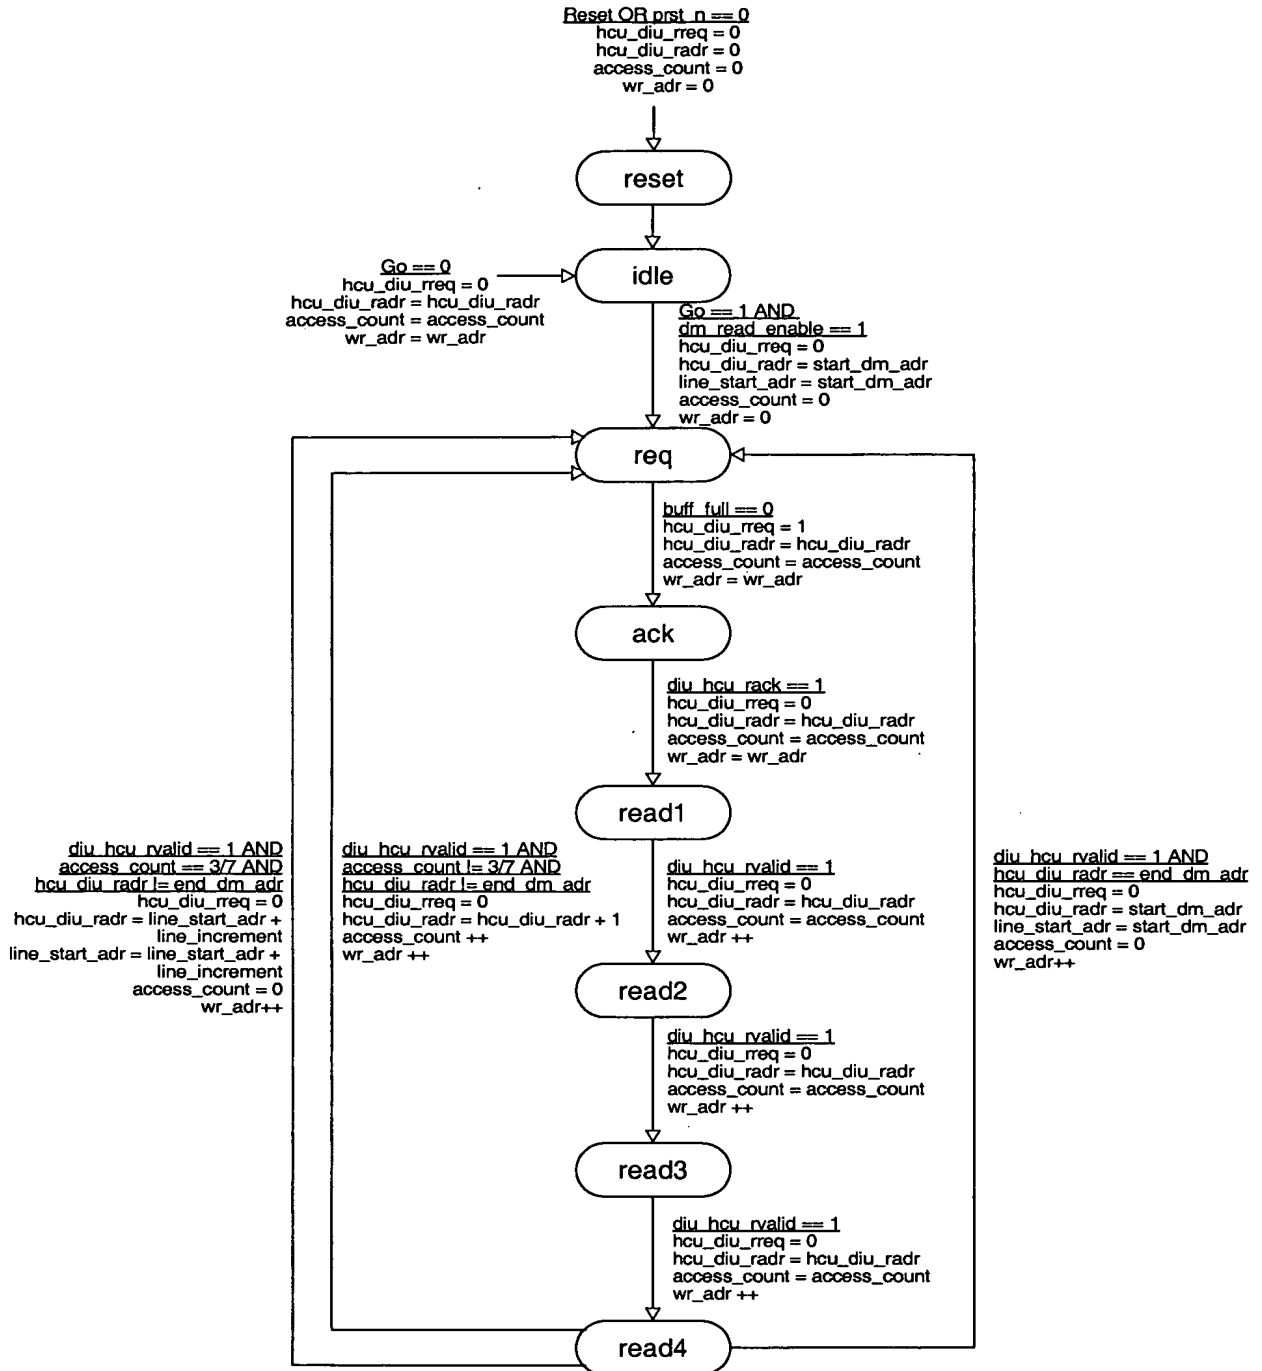 Reset OR prst_n == 0
hcu_diu_rreq = 0
hcu_diu_radr = 0
access_count = 0
wr_adr = 0
reset
idle
Go == 0
hcu_diu_rreq = 0
hcu_diu_radr = hcu_diu_radr
access_count = access_count
wr_adr = wr_adr
Go == 1 AND
dm_read_enable == 1
hcu_diu_rreq = 0
hcu_diu_radr = start_dm_adr
line_start_adr = start_dm_adr
access_count = 0
wr_adr = 0
req
buff_full == 0
hcu_diu_rreq = 1
hcu_diu_radr = hcu_diu_radr
access_count = access_count
wr_adr = wr_adr
ack
diu_hcu_rack == 1
hcu_diu_rreq = 0
hcu_diu_radr = hcu_diu_radr
access_count = access_count
wr_adr = wr_adr
read1
diu_hcu_rvalid == 1 AND
access_count == 3/7 AND
hcu_diu_radr != end_dm_adr
hcu_diu_rreq = 0
hcu_diu_radr = line_start_adr +
line_increment
line_start_adr = line_start_adr +
line_increment
access_count = 0
wr_adr++
diu_hcu_rvalid == 1 AND
access_count != 3/7 AND
hcu_diu_radr != end_dm_adr
hcu_diu_rreq = 0
hcu_diu_radr = hcu_diu_radr + 1
access_count ++
wr_adr ++
diu_hcu_rvalid == 1
hcu_diu_rreq = 0
hcu_diu_radr = hcu_diu_radr
access_count = access_count
wr_adr ++
diu_hcu_rvalid == 1 AND
hcu_diu_radr == end_dm_adr
hcu_diu_rreq = 0
hcu_diu_radr = start_dm_adr
line_start_adr = start_dm_adr
access_count = 0
wr_adr++
read2
diu_hcu_rvalid == 1
hcu_diu_rreq = 0
hcu_diu_radr = hcu_diu_radr
access_count = access_count
wr_adr ++
read3
diu_hcu_rvalid == 1
hcu_diu_rreq = 0
hcu_diu_radr = hcu_diu_radr
access_count = access_count
wr_adr ++
read4